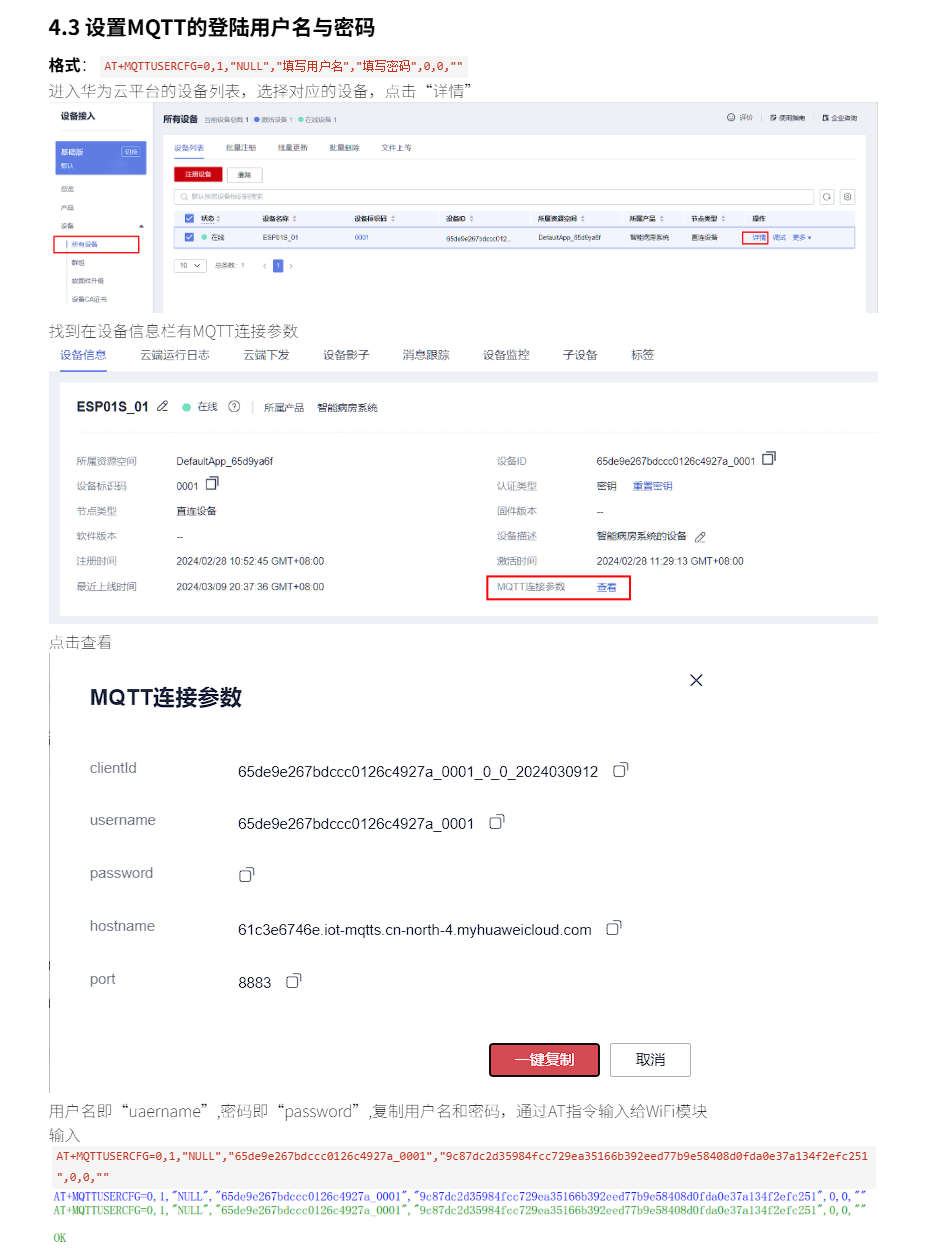 4.3 设置MQTT的登陆用户名与密码
格式： AT+MQTTUSERCFG=0,1,"NULL","填写用户名","填写密码",0,0,""
进入华为云平台的设备列表，选择对应的设备，点击“详情”
设备接入
所有设备 当前设备总数 1 激活设备 1 在线设备 1
评价 使用指南 企业咨询
基础版 切换
默认
设备列表 批量注册 批量更新 批量删除 文件上传
注册设备 删除
总览
默认按照设备标识码搜索
产品
设备
状态 设备名称 设备标识码 设备ID 所属资源空间 所属产品 节点类型 操作
所有设备
在线 ESP01S_01 0001 65de9e267bdccc012... DefaultApp_65d9ya6f 智能病房系统 直连设备 详情 调试 更多
群组
10 总条数：1 1
软固件升级
设备CA证书
找到在设备信息栏有MQTT连接参数
设备信息 云端运行日志 云端下发 设备影子 消息跟踪 设备监控 子设备 标签
ESP01S_01 在线 所属产品 智能病房系统
所属资源空间 DefaultApp_65d9ya6f 设备ID 65de9e267bdccc0126c4927a_0001
设备标识码 0001 认证类型 密钥 重置密钥
节点类型 直连设备 固件版本 --
软件版本 -- 设备描述 智能病房系统的设备
注册时间 2024/02/28 10:52:45 GMT+08:00 激活时间 2024/02/28 11:29:13 GMT+08:00
最近上线时间 2024/03/09 20:37:36 GMT+08:00 MQTT连接参数 查看
点击查看
MQTT连接参数
clientId 65de9e267bdccc0126c4927a_0001_0_0_2024030912
username 65de9e267bdccc0126c4927a_0001
password
hostname 61c3e6746e.iot-mqtts.cn-north-4.myhuaweicloud.com
port 8883
一键复制 取消
用户名即“uaername”,密码即“password”,复制用户名和密码，通过AT指令输入给WiFi模块
输入
AT+MQTTUSERCFG=0,1,"NULL","65de9e267bdccc0126c4927a_0001","9c87dc2d35984fcc729ea35166b392eed77b9e58408d0fda0e37a134f2efc251
",0,0,""
AT+MQTTUSERCFG=0,1,"NULL","65de9e267bdccc0126c4927a_0001","9c87dc2d35984fcc729ea35166b392eed77b9e58408d0fda0e37a134f2efc251",0,0,""
AT+MQTTUSERCFG=0,1,"NULL","65de9e267bdccc0126c4927a_0001","9c87dc2d35984fcc729ea35166b392eed77b9e58408d0fda0e37a134f2efc251",0,0,""
OK